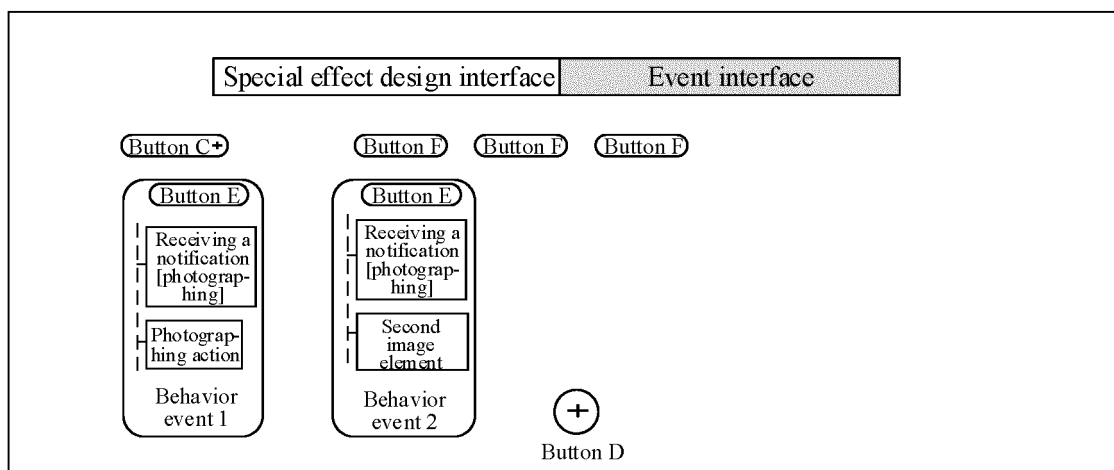 Special effect design interface
Event interface
Button C+
Button F
Button F
Button F
Button E
Receiving a
notification
[photograp-
hing]
Photograp-
hing action
Behavior
event 1
Button E
Receiving a
notification
[photograp-
hing]
Second
image
element
Behavior
event 2
+
Button D